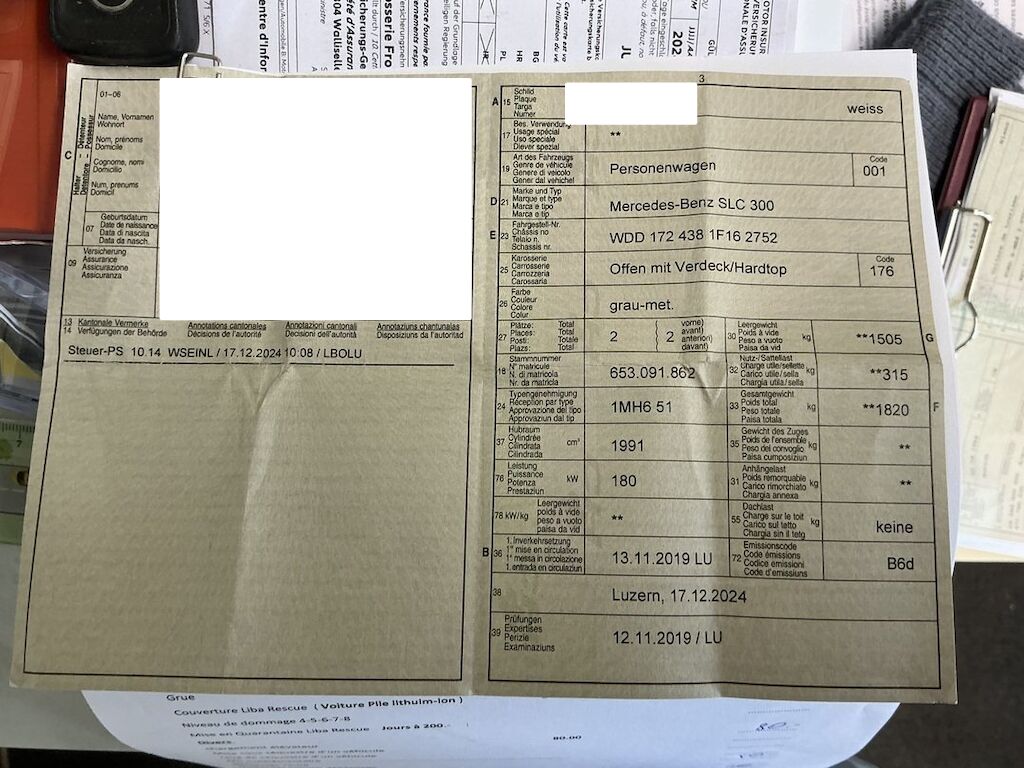 entre d'Infor
Cette carte est v
JUL
202
3
01-06
Name, Vornamen
Wohnort
Nom, prénoms
Domicile
Cognome, nomi
Domicilio
Num, prenums
Domicil
C
Halter Détenteur
Detentore Possessur
07
Geburtsdatum
Date de naissance
Data di nascita
Data da nasch.
09
Versicherung
Assurance
Assicurazione
Assicuranza
13
14
Kantonale Vermerke
Verfügungen der Behörde
Annotations cantonales
Décisions de l'autorité
Annotazioni cantonali
Decisioni dell'autorità
Annotaziuns chantunalas
Disposiziuns da l'autoritad
Steuer-PS 10.14 WSEINL / 17.12.2024 10:08 / LBOLU
A 15
Schild
Plaque
Targa
Numer
weiss
17
Bes. Verwendung
Usage spécial
Uso speciale
Diever spezial
**
19
Art des Fahrzeugs
Genre de véhicule
Genere di veicolo
Gener dal vehichel
Personenwagen
Code
001
D 21
Marke und Typ
Marque et type
Marca e tipo
Marca e tip
Mercedes-Benz SLC 300
E 23
Fahrgestell-Nr.
Châssis no
Telaio n.
Schassis nr.
WDD 172 438 1F16 2752
25
Karosserie
Carrosserie
Carrozzeria
Carossaria
Offen mit Verdeck/Hardtop
Code
176
26
Farbe
Couleur
Colore
Colur
grau-met.
27
Plätze: Total
Places: Total
Posti: Totale
Plazs: Total
2
2
vorne)
avant)
anteriori)
davant)
30
Leergewicht
Poids à vide
Peso a vuoto
Paisa da vid
kg
**1505
G
18
Stammnummer
N° matricule
N. di matricola
Nr. da matricla
653.091.862
32
Nutz-/Sattellast
Charge utile/sellette
Carico utile/sella
Chargia utila/sera
kg
**315
24
Typengenehmigung
Réception par type
Approvazione del tipo
Approvaziun dal tip
1MH6 51
33
Gesamtgewicht
Poids total
Peso totale
Paisa totala
kg
**1820
F
37
Hubraum
Cylindrée
Cilindrata
Cilindrada
cm³
1991
35
Gewicht des Zuges
Poids de l'ensemble
Peso del convoglio
Paisa cumposiziun
kg
**
76
Leistung
Puissance
Potenza
Prestaziun
kW
180
31
Anhängelast
Poids remorquable
Carico rimorchiato
Chargia annexa
kg
**
78 kW/kg
Leergewicht
poids à vide
peso a vuoto
paisa da vid
**
55
Dachlast
Charge sur le toit
Carico sul tetto
Chargia sin il tetg
kg
keine
B 36
1. Inverkehrsetzung
1re mise en circulation
1a messa in circolazione
1. entrada en circulaziun
13.11.2019 LU
72
Emissionscode
Code émissions
Codice emissioni
Code d'emissiuns
B6d
38
Luzern, 17.12.2024
39
Prüfungen
Expertises
Perizie
Examinaziuns
12.11.2019 / LU
Grue
Couverture Liba Rescue ( Voiture Pile lithuim-Ion )
Niveau de dommage 4-5-6-7-8
Mise en Quarantaine Liba Rescue Jours à 200.-
Divers
80.00